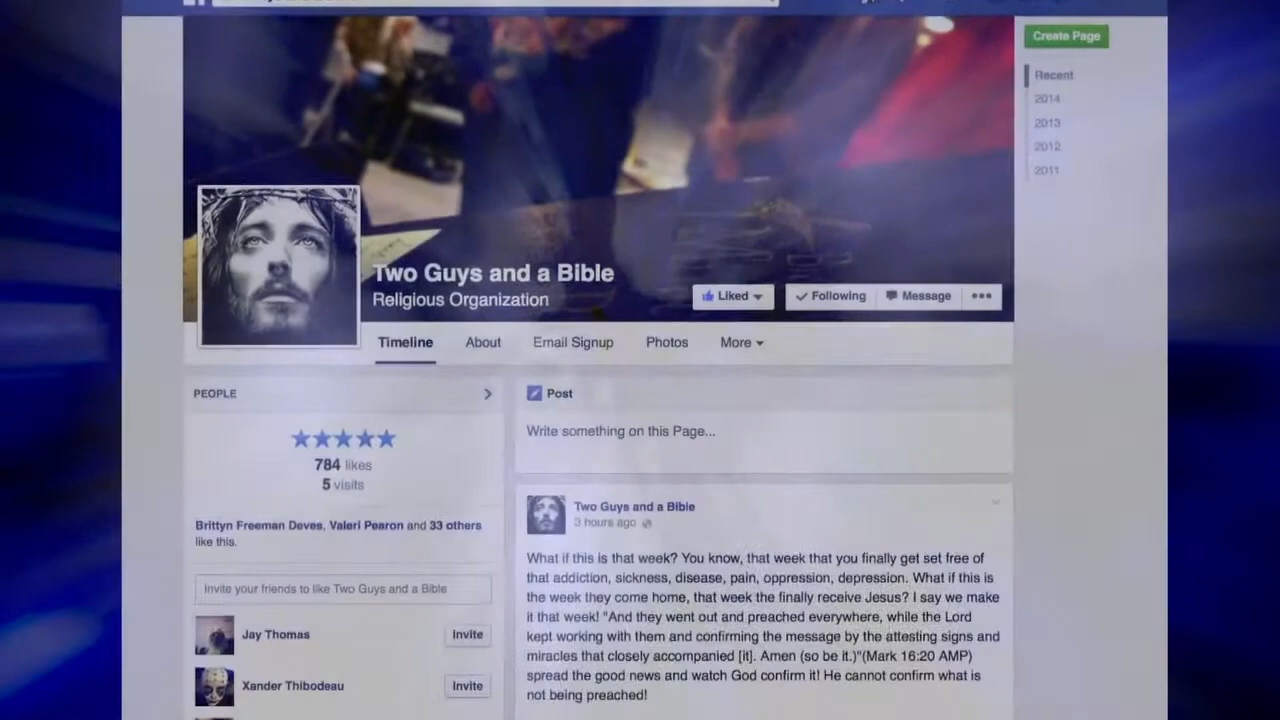 Create Page
Recent
2014
2013
2012
2011
Two Guys and a Bible
Religious Organization
Liked
Following
Message
Timeline
About
Email Signup
Photos
More
PEOPLE
784 likes
5 visits
Brittyn Freeman Deves, Valeri Pearon and 33 others
like this.
Invite your friends to like Two Guys and a Bible
Jay Thomas
Invite
Xander Thibodeau
Invite
Post
Write something on this Page...
Two Guys and a Bible
3 hours ago
What if this is that week? You know, that week that you finally get set free of
that addiction, sickness, disease, pain, oppression, depression. What if this is
the week they come home, that week the finally receive Jesus? I say we make
it that week! "And they went out and preached everywhere, while the Lord
kept working with them and confirming the message by the attesting signs and
miracles that closely accompanied [it]. Amen (so be it.)"(Mark 16:20 AMP)
spread the good news and watch God confirm it! He cannot confirm what is
not being preached!